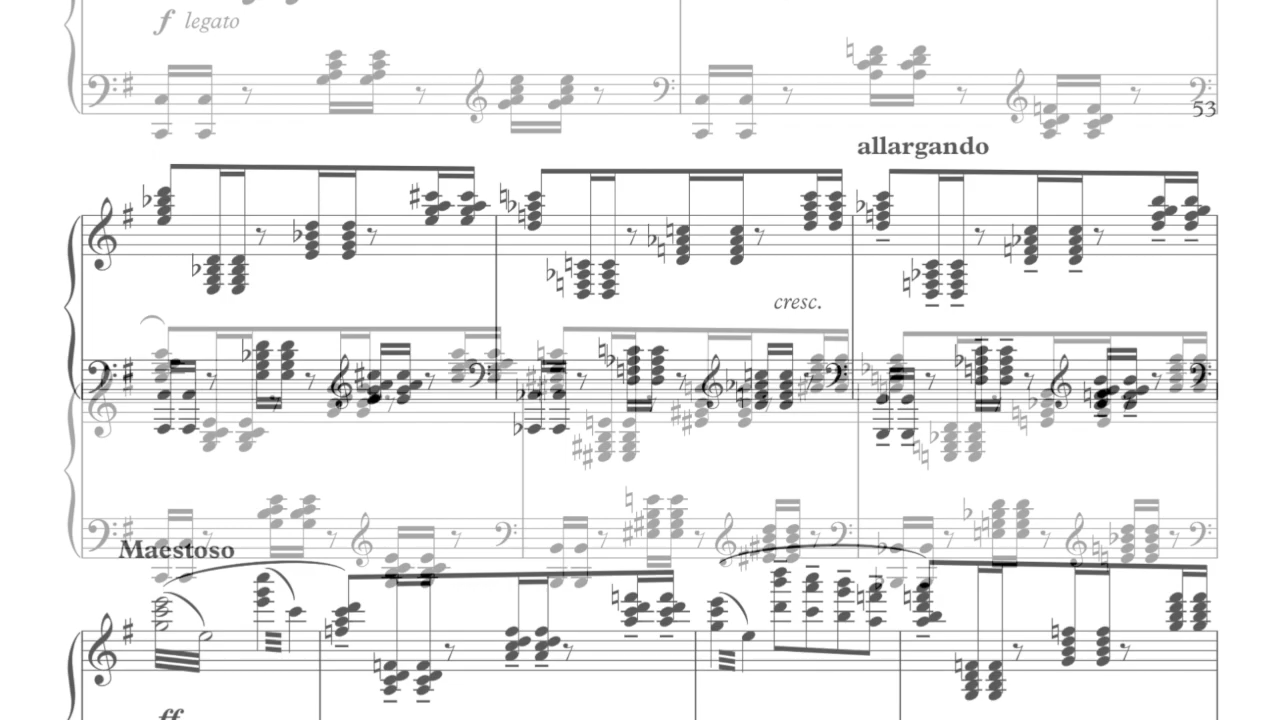 f legato
53
allargando
cresc.
Maestoso
ff